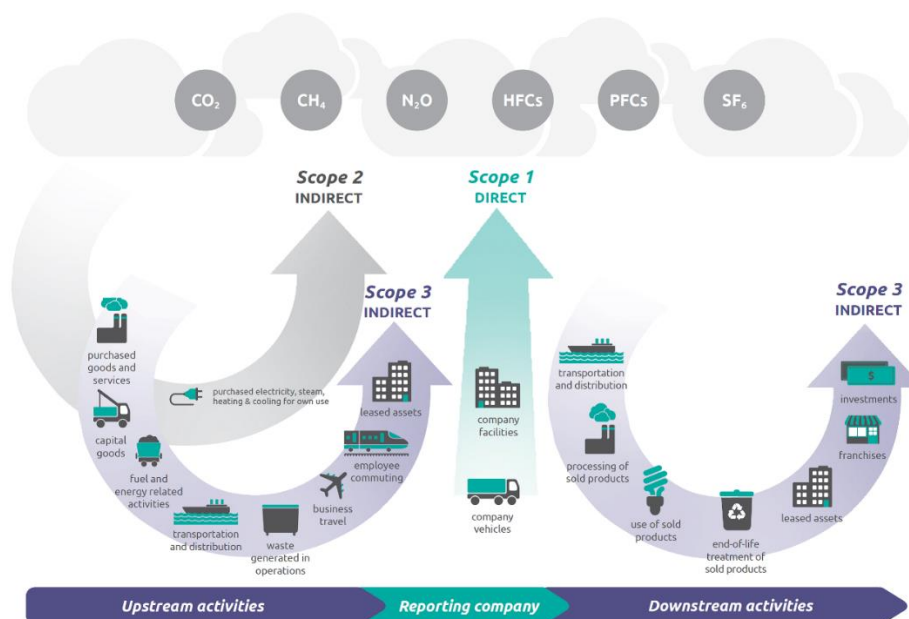 CO₂
CH₄
N₂O
HFCs
PFCs
SF₆
Scope 2
INDIRECT
Scope 1
DIRECT
Scope 3
INDIRECT
Scope 3
INDIRECT
purchased
goods and
services
capital
goods
fuel and
energy related
activities
transportation
and distribution
waste
generated in
operations
business
travel
employee
commuting
leased assets
purchased electricity, steam,
heating & cooling for own use
company
facilities
company
vehicles
transportation
and distribution
processing of
sold products
use of sold
products
end-of-life
treatment of
sold products
leased assets
franchises
$
investments
Upstream activities
Reporting company
Downstream activities